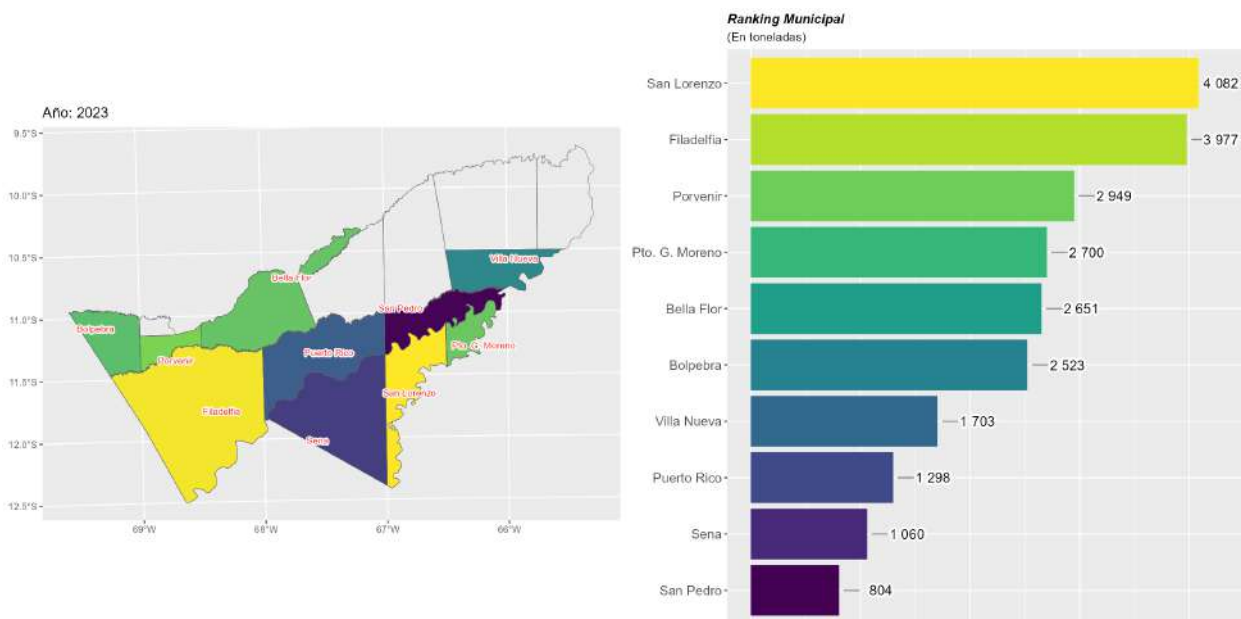 Año: 2023
9.5°S
10.0°S
10.5°S
11.0°S
11.5°S
12.0°S
12.5°S
69°W
68°W
67°W
66°W
Villa Nueva
Bella Flor
San Pedro
Bolpebra
Porvenir
Puerto Rico
Pto. G. Moreno
San Lorenzo
Filadelfia
Sena
Ranking Municipal
(En toneladas)
San Lorenzo 4 082
Filadelfia 3 977
Porvenir 2 949
Pto. G. Moreno 2 700
Bella Flor 2 651
Bolpebra 2 523
Villa Nueva 1 703
Puerto Rico 1 298
Sena 1 060
San Pedro 804